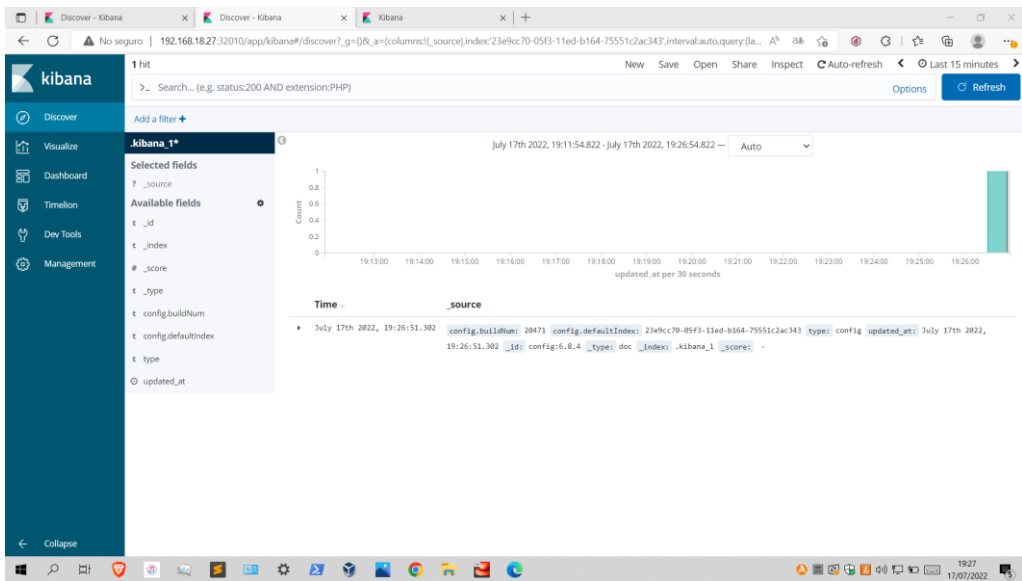 Discover - Kibana
Discover - Kibana
Kibana
No seguro
192.168.18.27:32010/app/kibana#/discover?_g=()&_a=(columns:!(_source),index:'23e9cc70-05f3-11ed-b164-75551c2ac343',interval:auto,query:(la...
kibana
Discover
Visualize
Dashboard
Timelion
Dev Tools
Management
Collapse
1 hit
New Save Open Share Inspect Auto-refresh Last 15 minutes
>_ Search... (e.g. status:200 AND extension:PHP)
Options
Refresh
Add a filter +
.kibana_1*
Selected fields
? _source
Available fields
t _id
t _index
# _score
t _type
t config.buildNum
t config.defaultIndex
t type
updated_at
July 17th 2022, 19:11:54.822 - July 17th 2022, 19:26:54.822 — Auto
Count
1
0.8
0.6
0.4
0.2
0
19:13:00 19:14:00 19:15:00 19:16:00 19:17:00 19:18:00 19:19:00 19:20:00 19:21:00 19:22:00 19:23:00 19:24:00 19:25:00 19:26:00
updated_at per 30 seconds
Time _source
July 17th 2022, 19:26:51.302 config.buildNum: 20471 config.defaultIndex: 23e9cc70-05f3-11ed-b164-75551c2ac343 type: config updated_at: July 17th 2022,
19:26:51.302 _id: config:6.8.4 _type: doc _index: .kibana_1 _score: -
19:27
17/07/2022
5